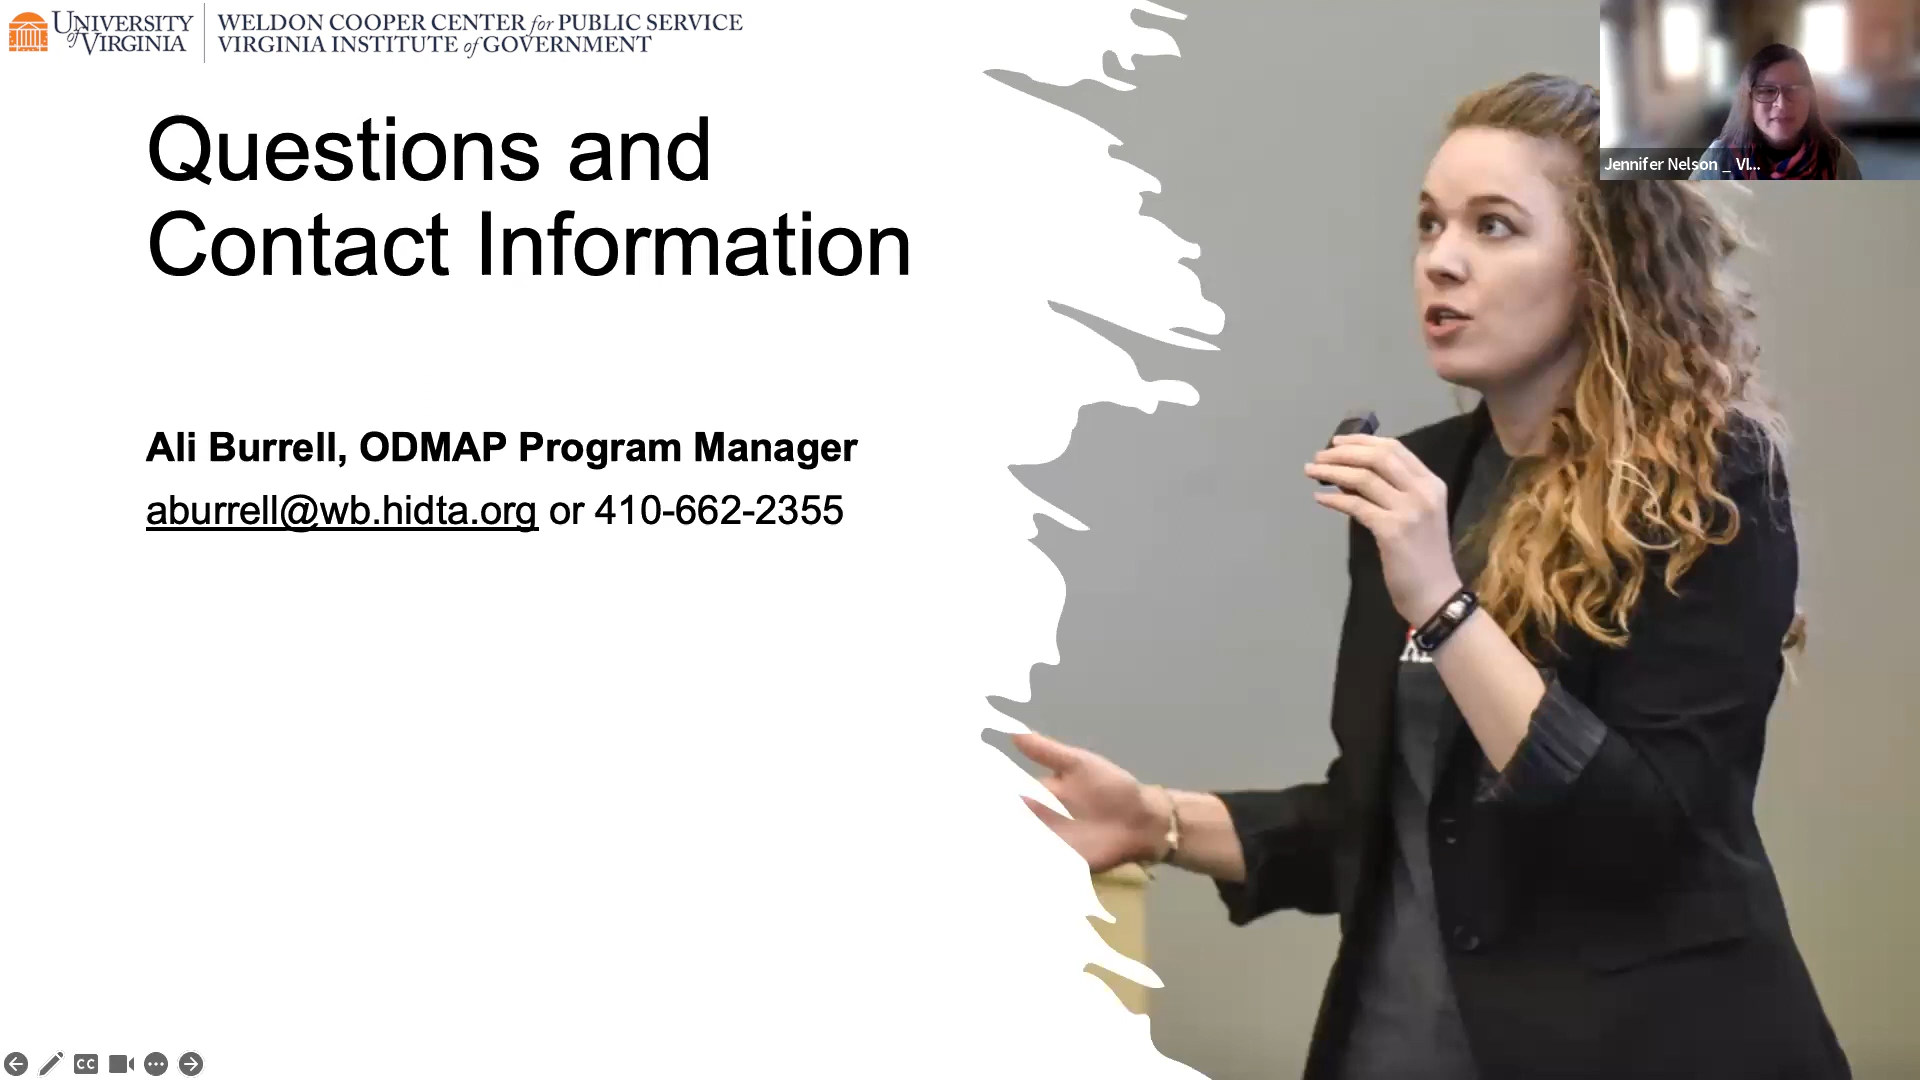 UNIVERSITY
of VIRGINIA
WELDON COOPER CENTER for PUBLIC SERVICE
VIRGINIA INSTITUTE of GOVERNMENT
Jennifer Nelson _ VI...
Questions and
Contact Information
Ali Burrell, ODMAP Program Manager
aburrell@wb.hidta.org or 410-662-2355
CC